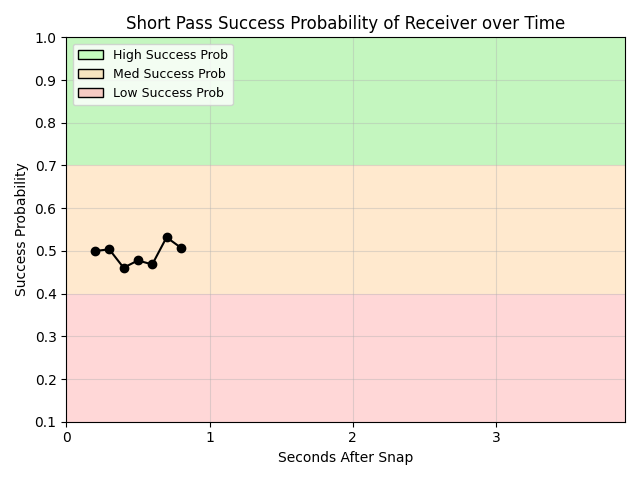 Short Pass Success Probability of Receiver over Time
High Success Prob
Med Success Prob
Low Success Prob
Success Probability
1.0
0.9
0.8
0.7
0.6
0.5
0.4
0.3
0.2
0.1
0 1 2 3
Seconds After Snap